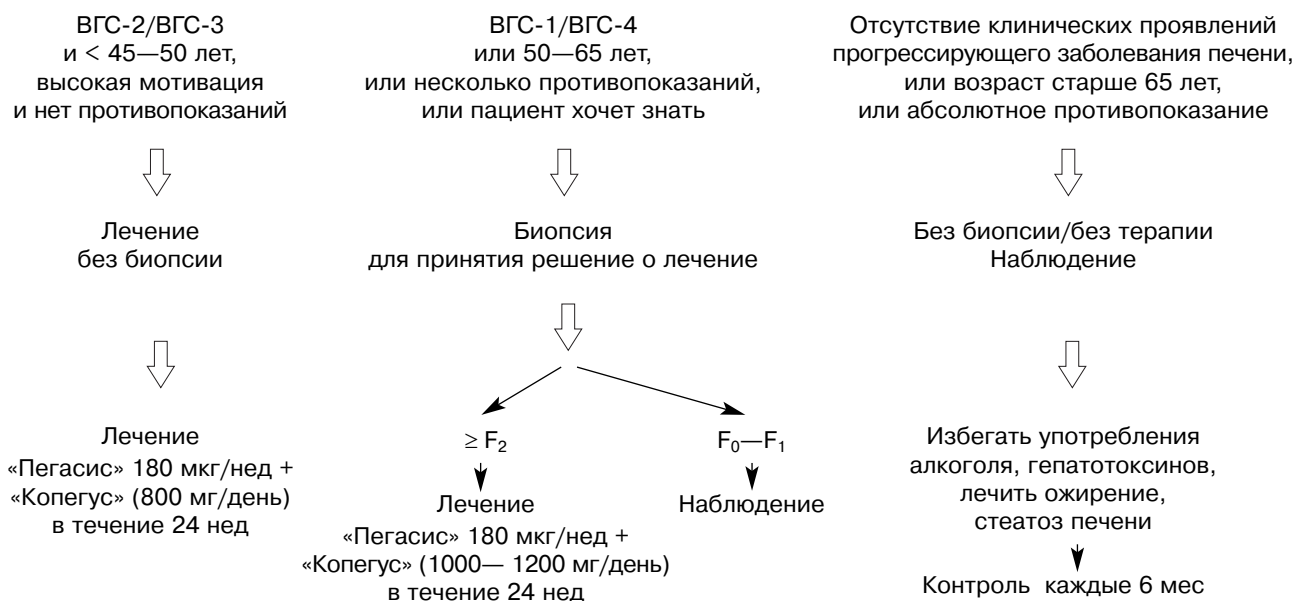 ВГС-2/ВГС-3
и < 45—50 лет,
высокая мотивация
и нет противопоказаний
Лечение
без биопсии
Лечение
«Пегасис» 180 мкг/нед +
«Копегус» (800 мг/день)
в течение 24 нед
ВГС-1/ВГС-4
или 50—65 лет,
или несколько противопоказаний,
или пациент хочет знать
Биопсия
для принятия решение о лечение
≥ F₂
Лечение
«Пегасис» 180 мкг/нед +
«Копегус» (1000— 1200 мг/день)
в течение 24 нед
F₀—F₁
Наблюдение
Отсутствие клинических проявлений
прогрессирующего заболевания печени,
или возраст старше 65 лет,
или абсолютное противопоказание
Без биопсии/без терапии
Наблюдение
Избегать употребления
алкоголя, гепатотоксинов,
лечить ожирение,
стеатоз печени
Контроль каждые 6 мес